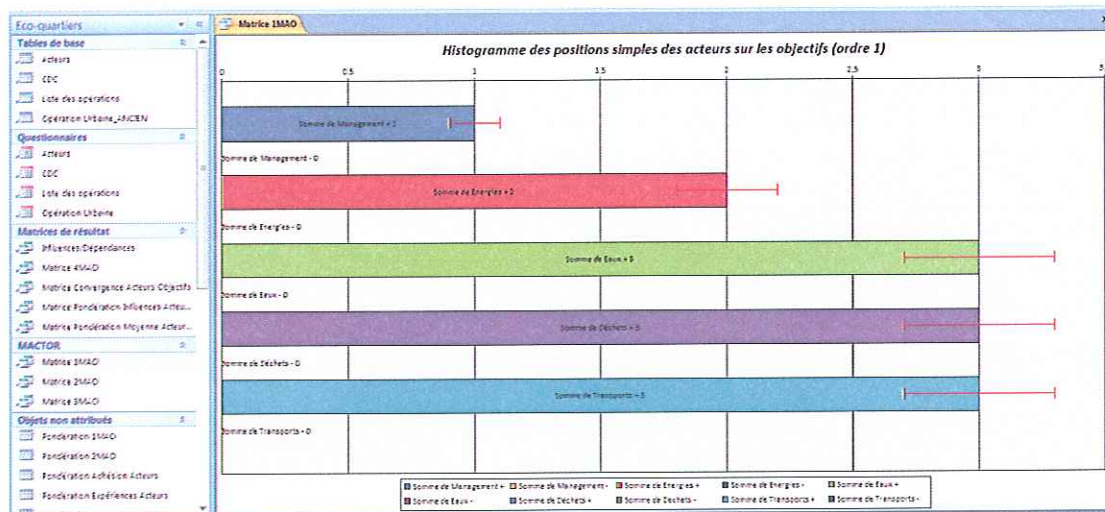 Eco-quartiers
Tables de base
Acteurs
CDC
Liste des opérations
Opération Urbaine_ANCIEN
Questionnaires
Acteurs
CDC
Liste des opérations
Opération Urbaine
Matrices de résultat
Influences/Dépendances
Matrice 4MAO
Matrice Convergence Acteurs Objectifs
Matrice Pondération Influences Acteu...
Matrice Pondération Moyenne Acteur...
MACTOR
Matrice 1MAO
Matrice 2MAO
Matrice 3MAO
Objets non attribués
Pondération 1MAO
Pondération 2MAO
Pondération Adhésion Acteurs
Pondération Expériences Acteurs
Matrice 1MAO
Histogramme des positions simples des acteurs sur les objectifs (ordre 1)
0 0,5 1 1,5 2 2,5 3
Somme de Management +
Somme de Management - 0
Somme de Energies + 2
Somme de Energies - 0
Somme de Eaux + 3
Somme de Eaux - 0
Somme de Déchets + 3
Somme de Déchets - 0
Somme de Transports + 3
Somme de Transports - 0
Somme de Management + Somme de Management - Somme de Energies + Somme de Energies - Somme de Eaux +
Somme de Eaux - Somme de Déchets + Somme de Déchets - Somme de Transports + Somme de Transports -